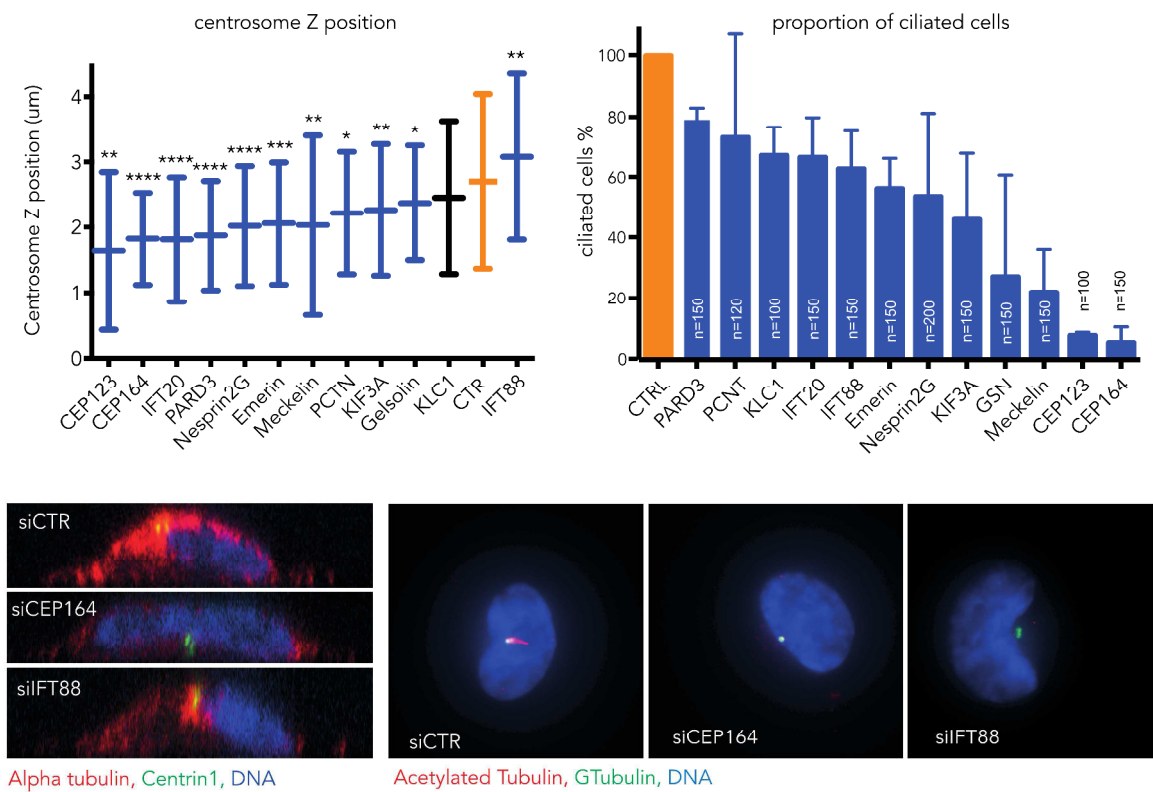 centrosome Z position
Centrosome Z position (um)
4
3
2
1
0
**
****
****
****
****
***
**
*
**
*
**
CEP123
CEP164
IFT20
PARD3
Nesprin2G
Emerin
Meckelin
PCTN
KIF3A
Gelsolin
KLC1
CTR
IFT88
proportion of ciliated cells
ciliated cells %
100
80
60
40
20
0
n=150
n=120
n=100
n=150
n=150
n=150
n=200
n=150
n=150
n=150
n=100
n=150
CTRL
PARD3
PCNT
KLC1
IFT20
IFT88
Emerin
Nesprin2G
KIF3A
GSN
Meckelin
CEP123
CEP164
siCTR
siCEP164
siIFT88
Alpha tubulin, Centrin1, DNA
siCTR
siCEP164
siIFT88
Acetylated Tubulin, GTubulin, DNA